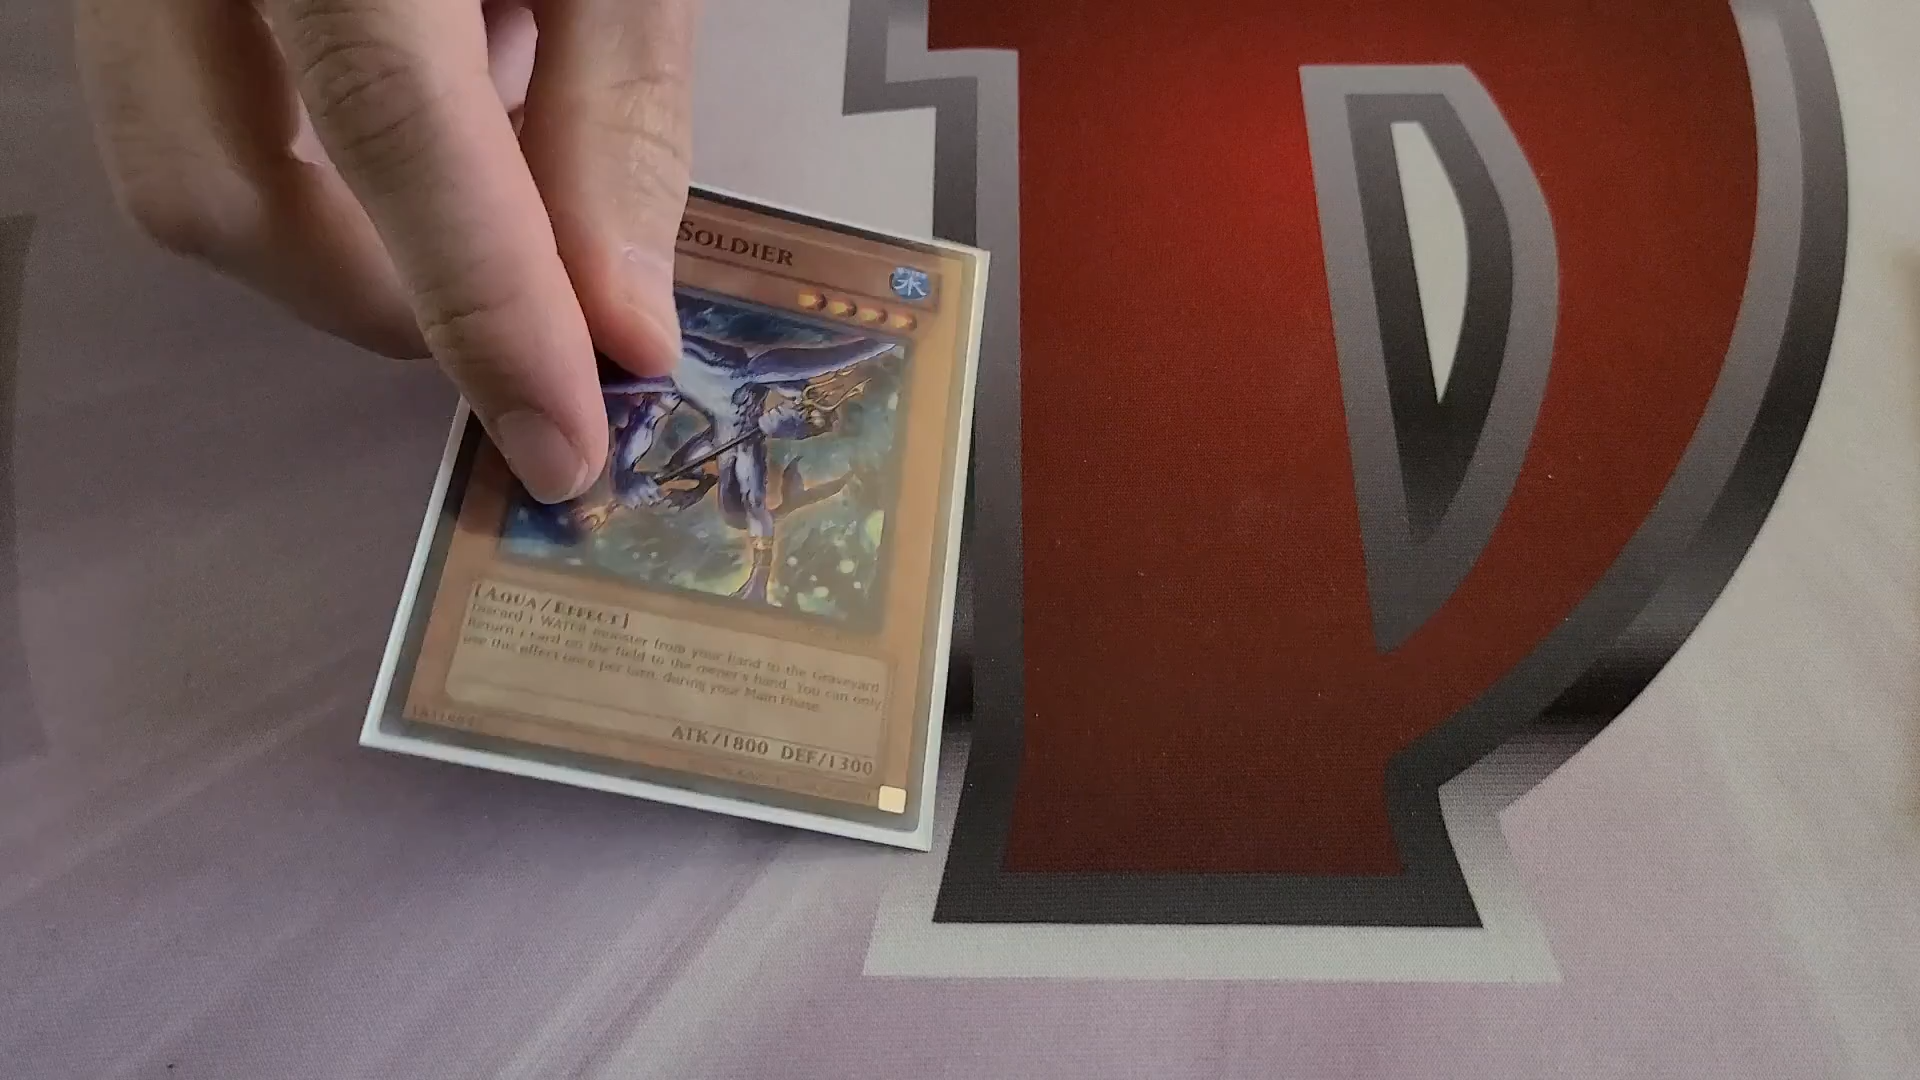 SOLDIER
水
[AQUA/EFFECT]
Discard 1 WATER monster from your hand to the Graveyard
Return 1 card on the field to the owner's hand. You can only
use this effect once per turn, during your Main Phase.
ATK/1800 DEF/1300